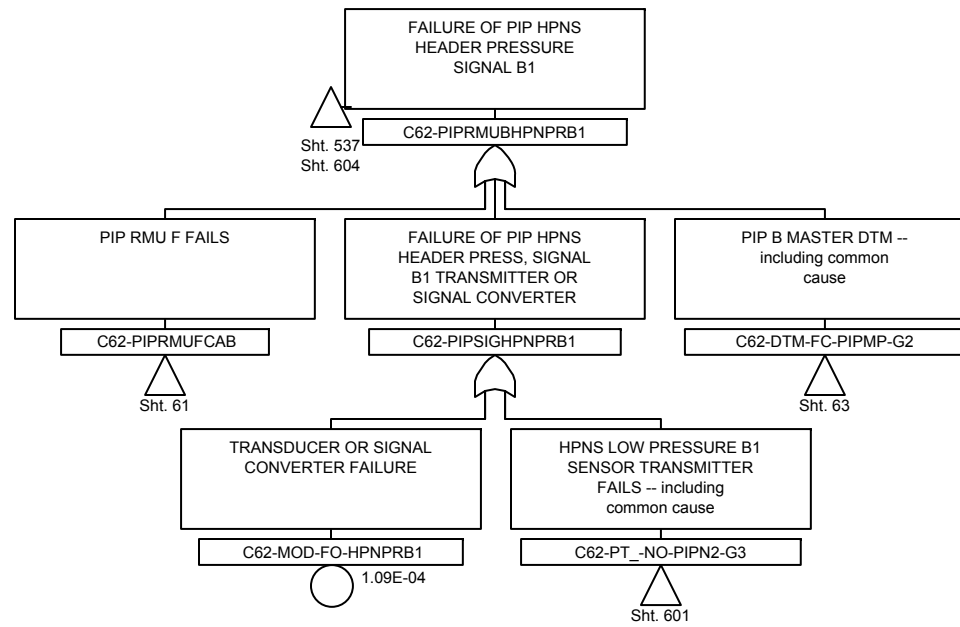 FAILURE OF PIP HPNS
HEADER PRESSURE
SIGNAL B1
C62-PIPRMUBHPNPRB1
Sht. 537
Sht. 604
PIP RMU F FAILS
C62-PIPRMUFCAB
Sht. 61
FAILURE OF PIP HPNS
HEADER PRESS, SIGNAL
B1 TRANSMITTER OR
SIGNAL CONVERTER
C62-PIPSIGHPNPRB1
PIP B MASTER DTM --
including common
cause
C62-DTM-FC-PIPMP-G2
Sht. 63
TRANSDUCER OR SIGNAL
CONVERTER FAILURE
C62-MOD-FO-HPNPRB1
1.09E-04
HPNS LOW PRESSURE B1
SENSOR TRANSMITTER
FAILS -- including
common cause
C62-PT_-NO-PIPN2-G3
Sht. 601